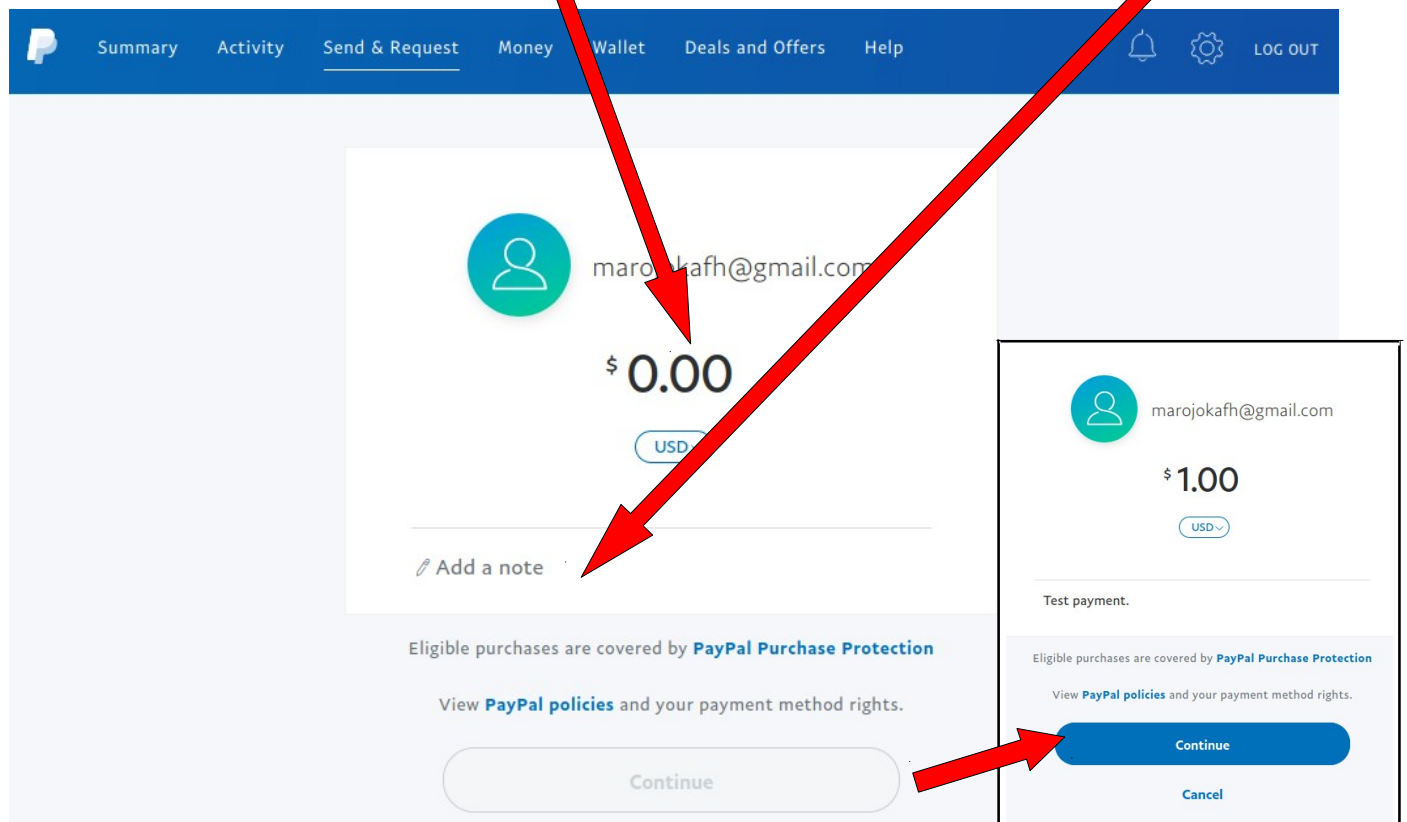 Summary Activity Send & Request Money Wallet Deals and Offers Help LOG OUT
marojokafh@gmail.com
$ 0.00
USD
Add a note
Eligible purchases are covered by PayPal Purchase Protection
View PayPal policies and your payment method rights.
Continue
marojokafh@gmail.com
$ 1.00
USD
Test payment.
Eligible purchases are covered by PayPal Purchase Protection
View PayPal policies and your payment method rights.
Continue
Cancel